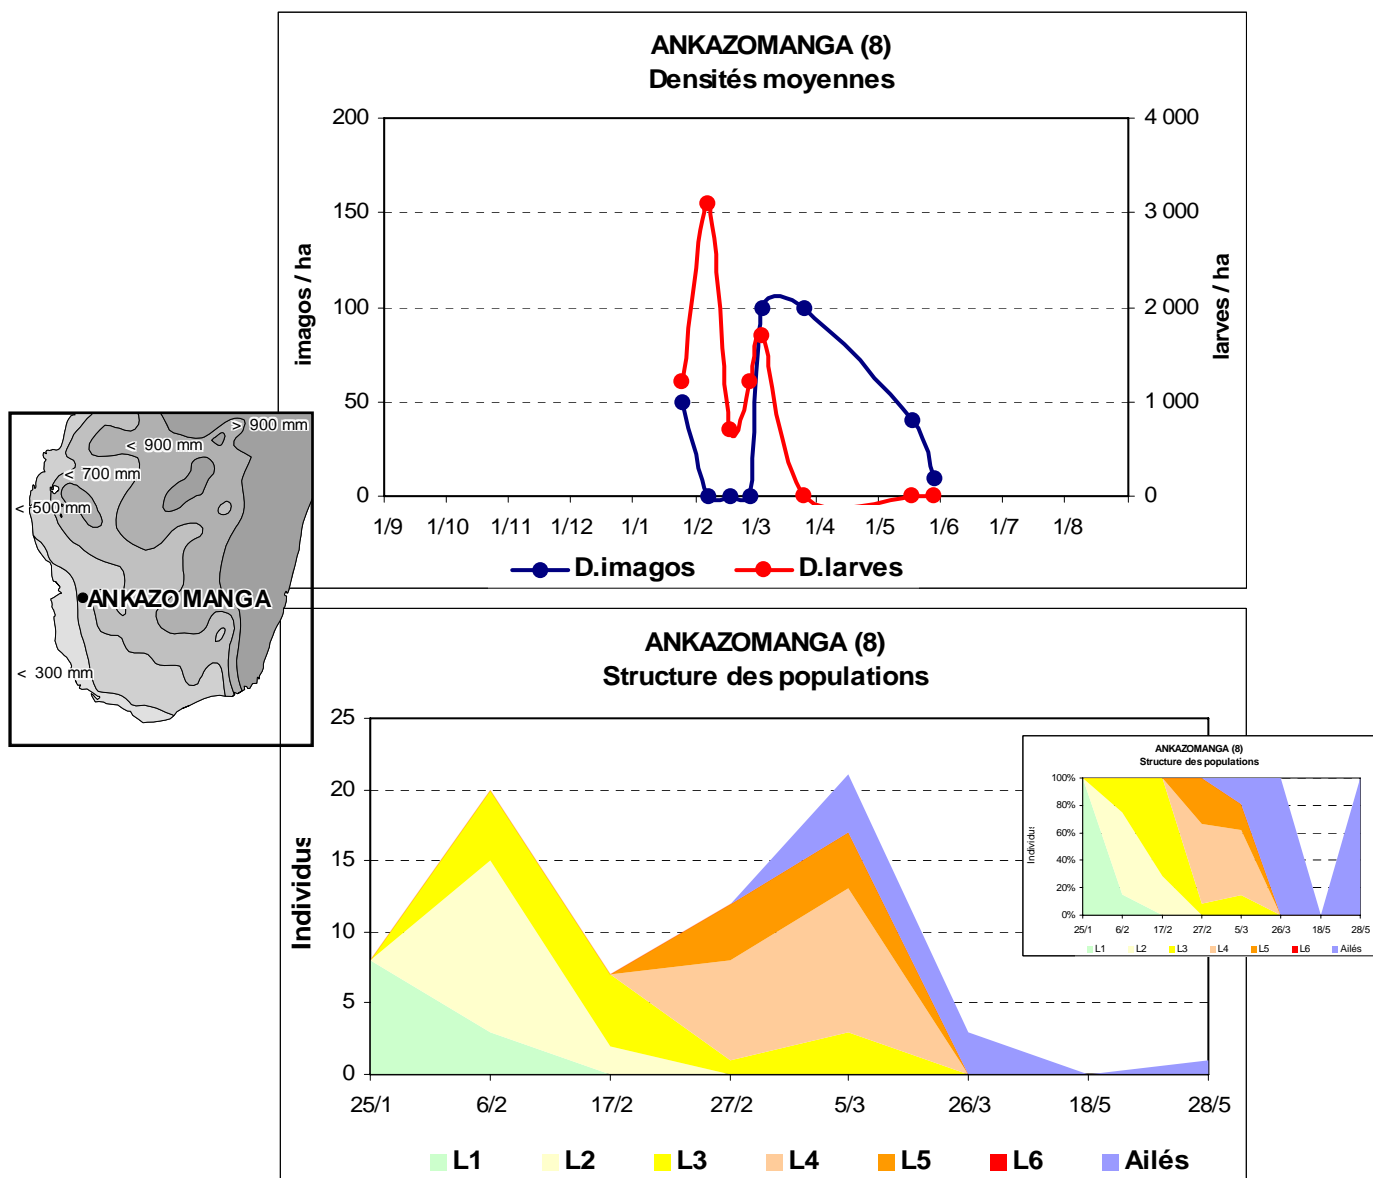 ANKAZOMANGA (8)
Densités moyennes
200
150
100
50
0
imagos / ha
4 000
3 000
2 000
1 000
0
larves / ha
1/9 1/10 1/11 1/12 1/1 1/2 1/3 1/4 1/5 1/6 1/7 1/8
D.imagos D.larves
> 900 mm
< 900 mm
< 700 mm
< 500 mm
ANKAZOMANGA
< 300 mm
ANKAZOMANGA (8)
Structure des populations
25
20
15
10
5
0
Individus
25/1 6/2 17/2 27/2 5/3 26/3 18/5 28/5
L1 L2 L3 L4 L5 L6 Ailés
ANKAZOMANGA (8)
Structure des populations
100%
80%
60%
40%
20%
0%
Individus
25/1 6/2 17/2 27/2 5/3 26/3 18/5 28/5
L1 L2 L3 L4 L5 L6 Ailés